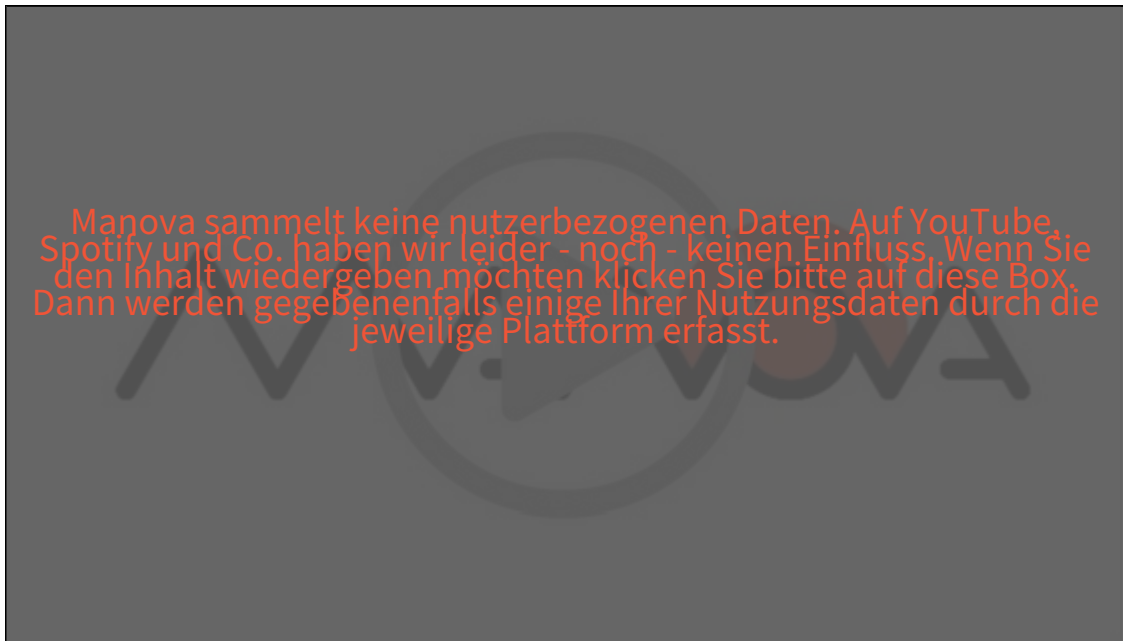 Manova sammelt keine nutzerbezogenen Daten. Auf YouTube,
Spotify und Co. haben wir leider - noch - keinen Einfluss. Wenn Sie
den Inhalt wiedergeben möchten klicken Sie bitte auf diese Box.
Dann werden gegebenenfalls einige Ihrer Nutzungsdaten durch die
jeweilige Plattform erfasst.
MANOVA